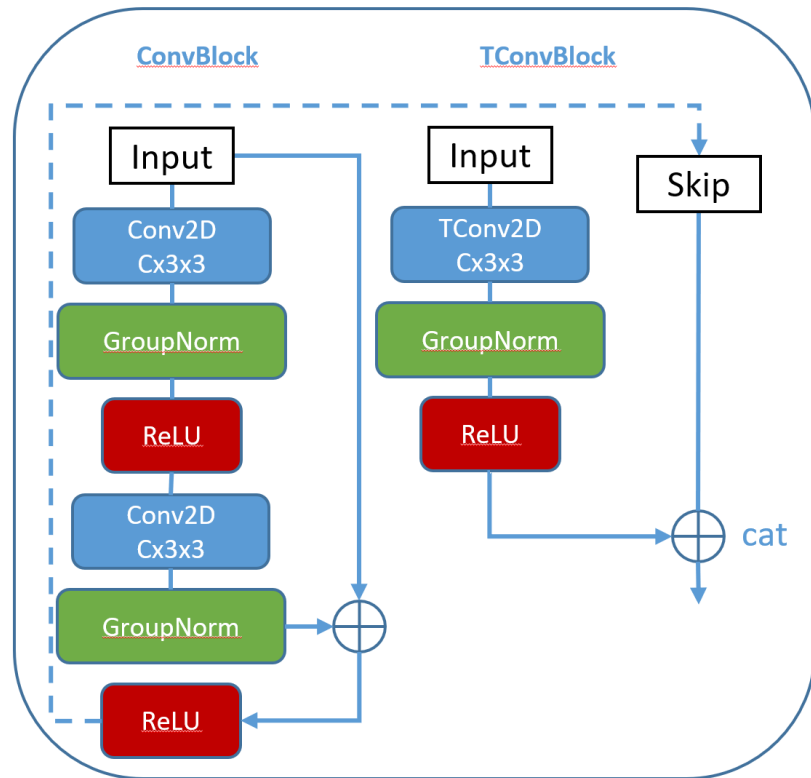 ConvBlock
Input
Conv2D
Cx3x3
GroupNorm
ReLU
Conv2D
Cx3x3
GroupNorm
ReLU
TConvBlock
Input
TConv2D
Cx3x3
GroupNorm
ReLU
Skip
cat